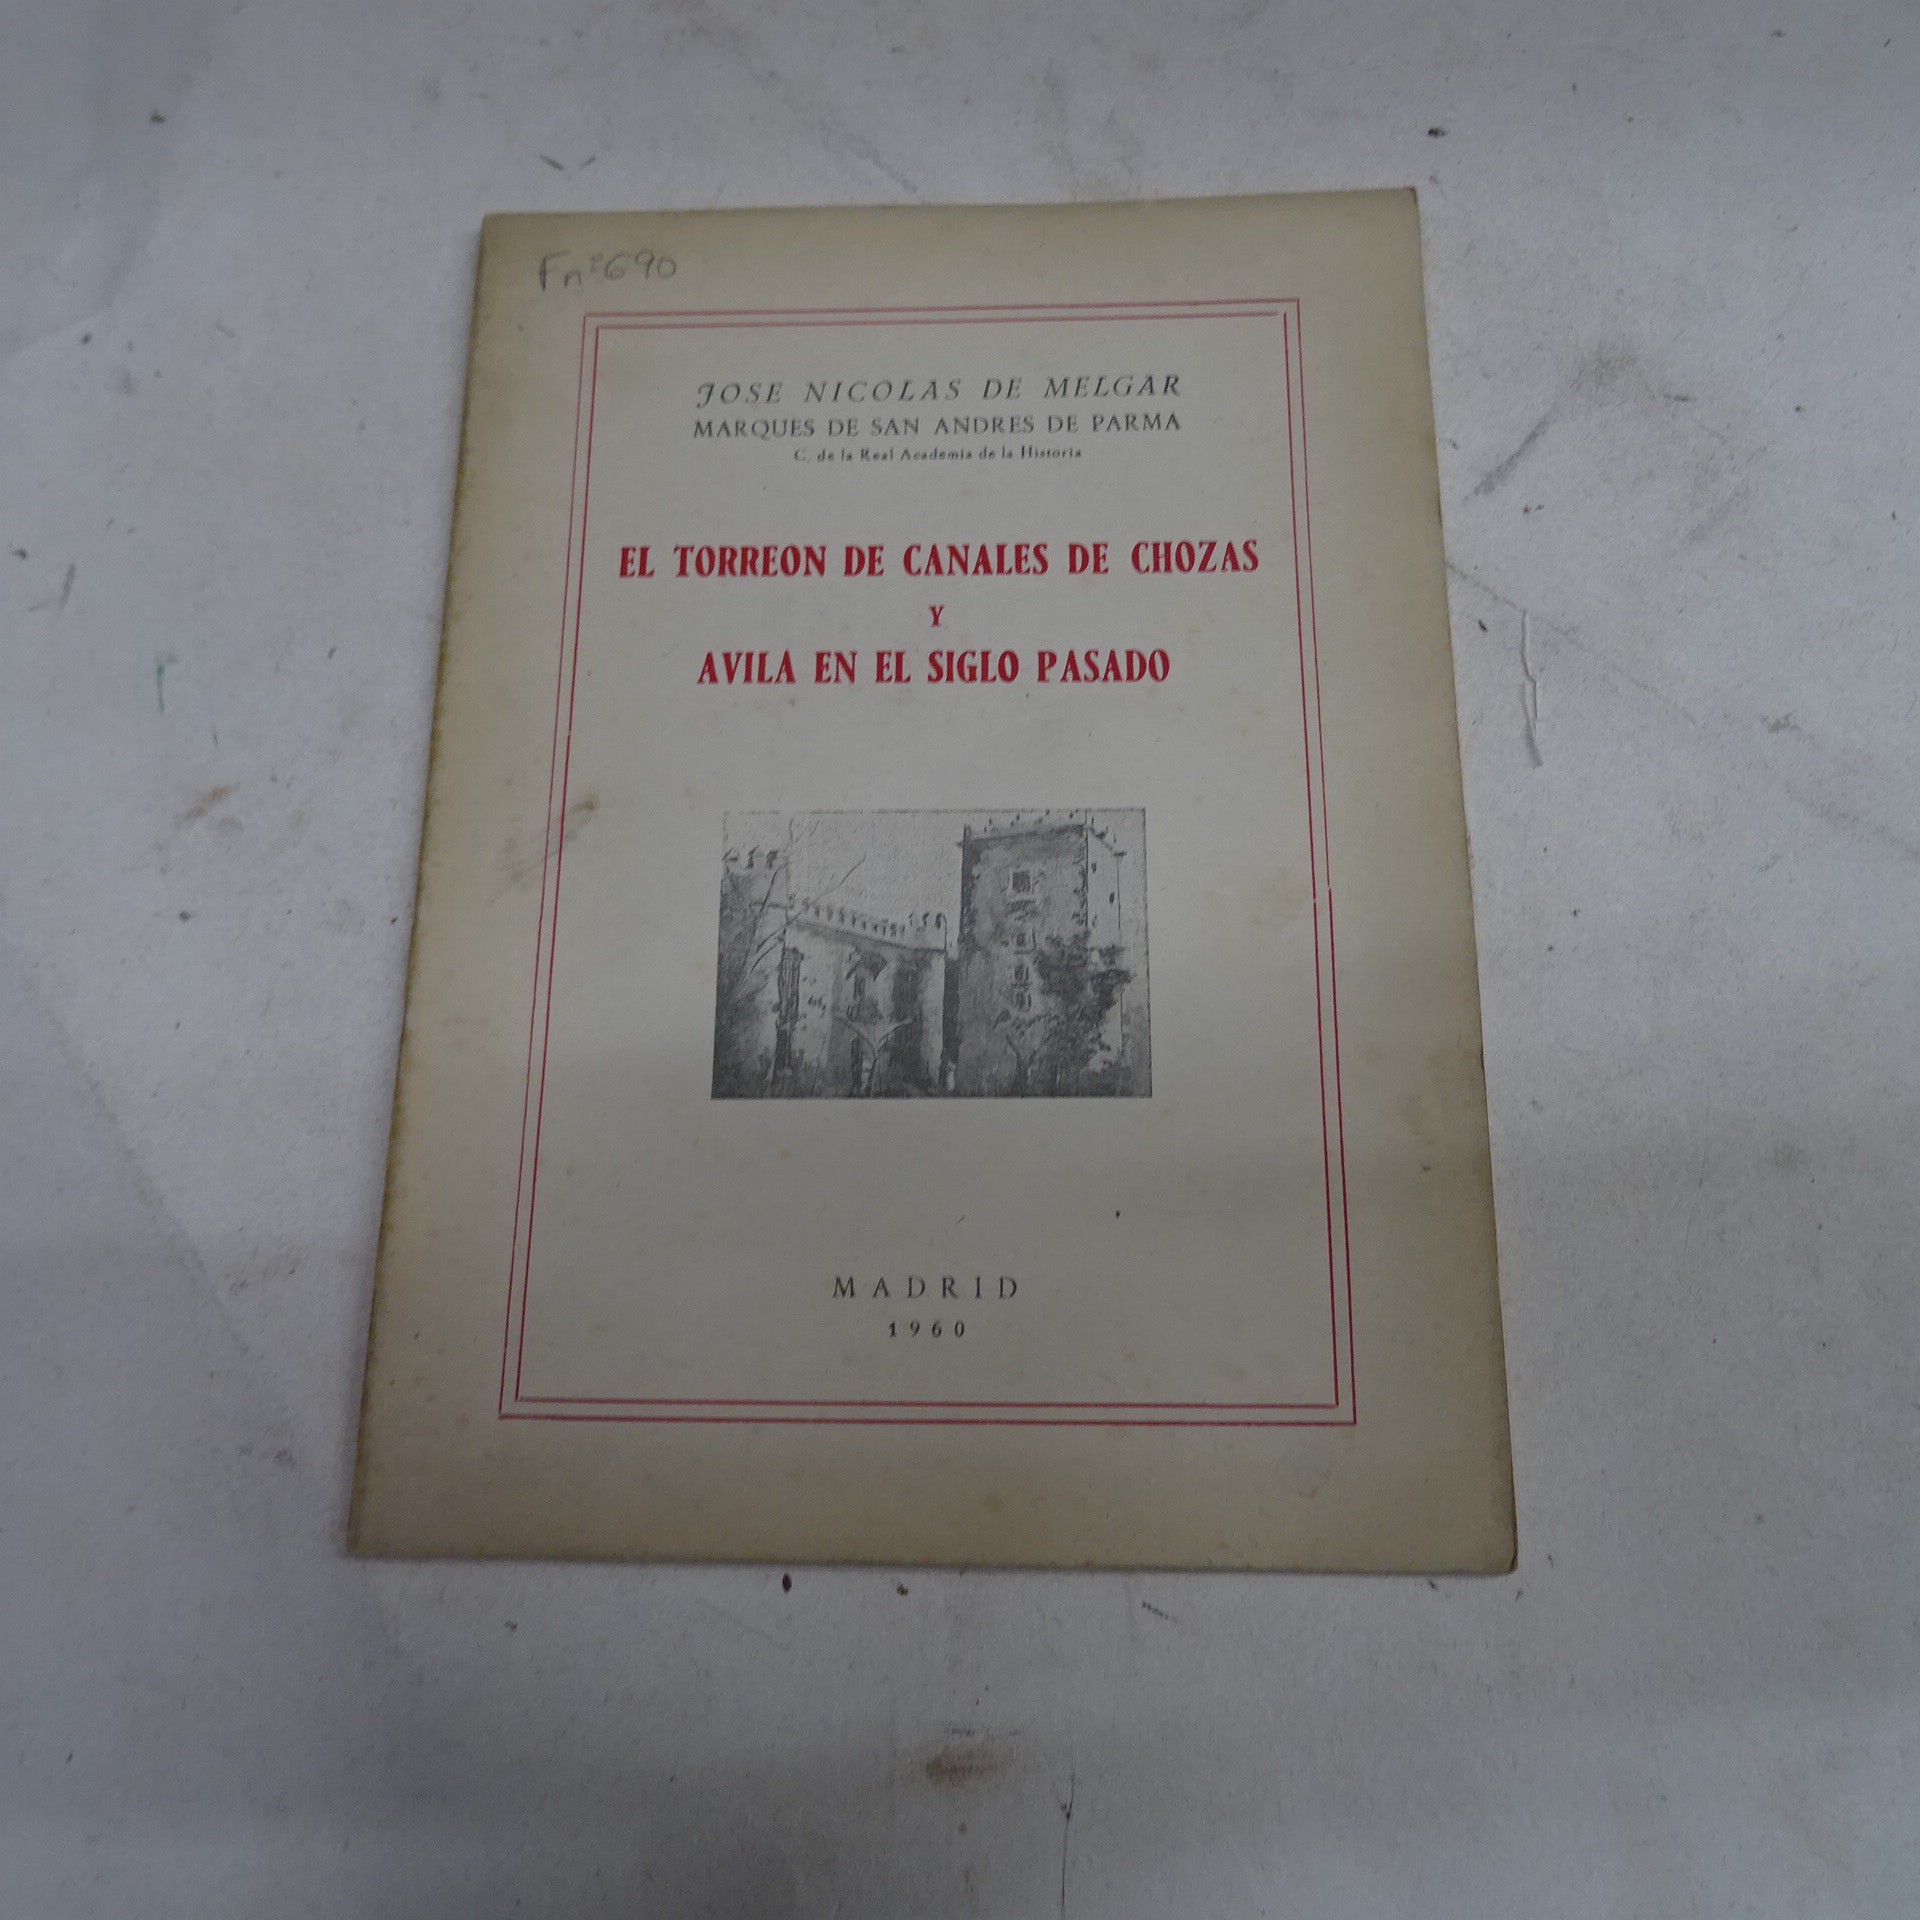 Fnº690
JOSE NICOLAS DE MELGAR
MARQUES DE SAN ANDRES DE PARMA
C. de la Real Academia de la Historia
EL TORREON DE CANALES DE CHOZAS
Y
AVILA EN EL SIGLO PASADO
MADRID
1960